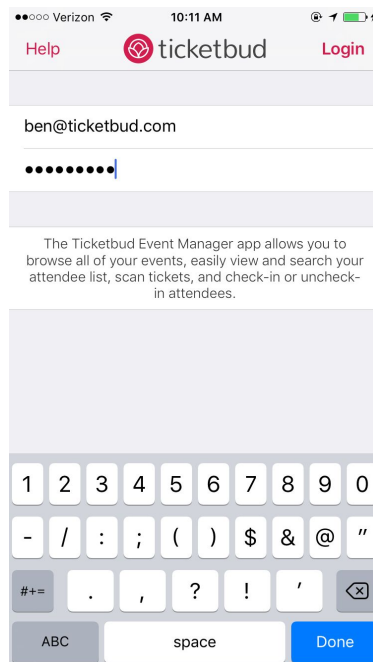 ●●○○○ Verizon 10:11 AM
Help ticketbud Login
ben@ticketbud.com
●●●●●●●●●
The Ticketbud Event Manager app allows you to
browse all of your events, easily view and search your
attendee list, scan tickets, and check-in or uncheck-
in attendees.
1 2 3 4 5 6 7 8 9 0
- / : ; ( ) $ & @ "
#+= . , ? ! '
ABC space Done